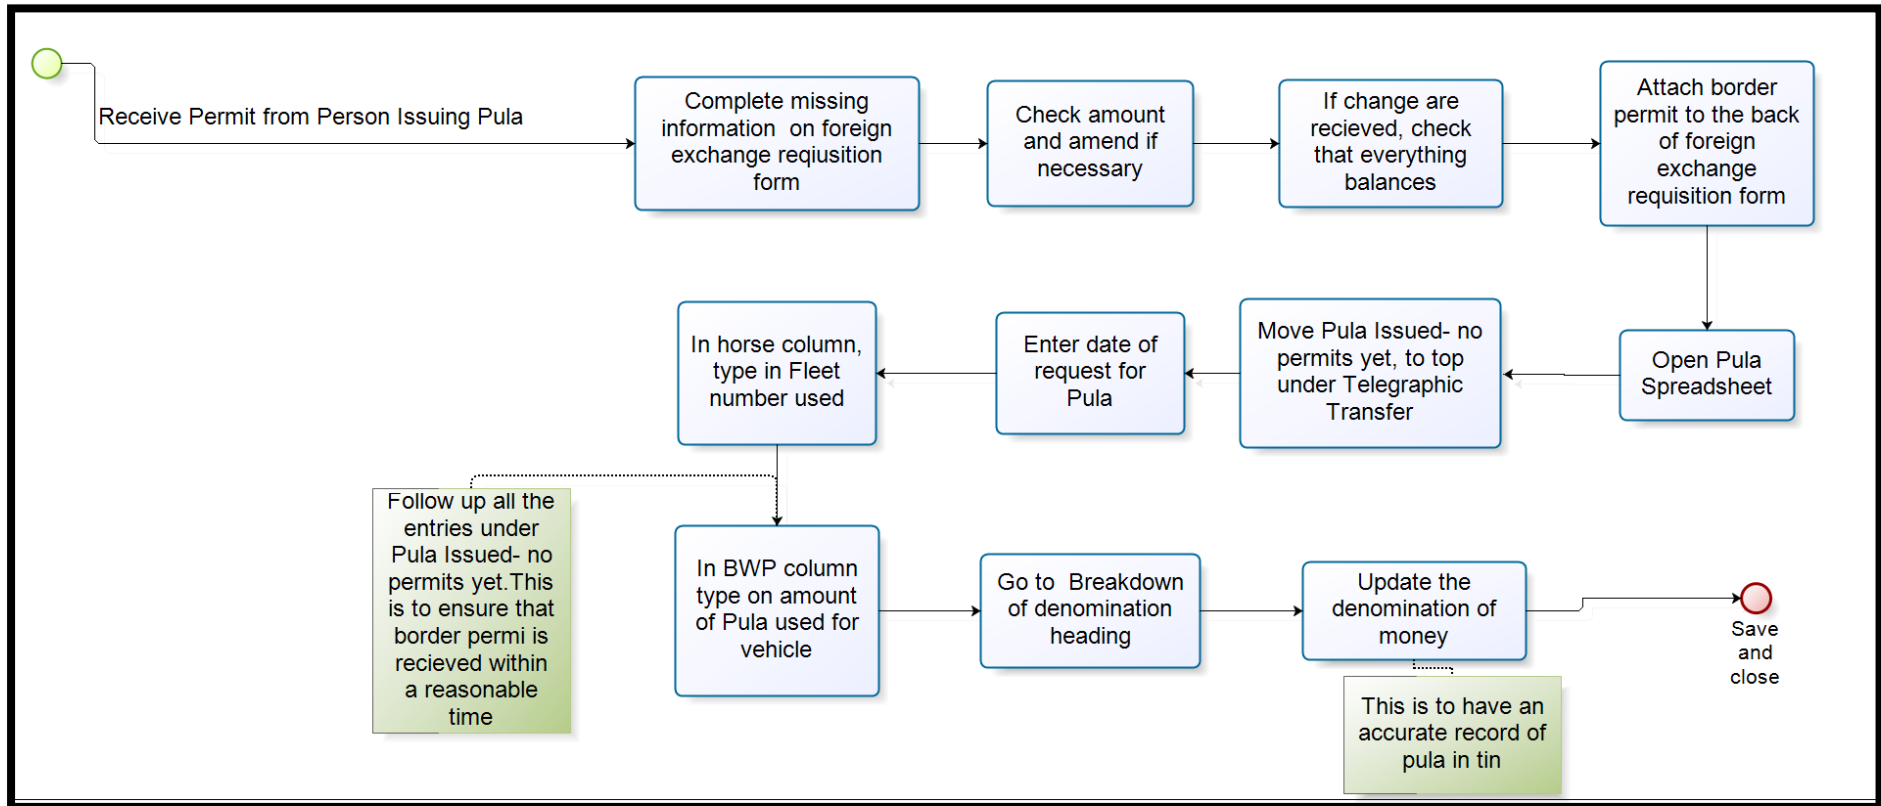 Receive Permit from Person Issuing Pula
Complete missing
information on foreign
exchange reqiusition
form
Check amount
and amend if
necessary
If change are
recieved, check
that everything
balances
Attach border
permit to the back
of foreign
exchange
requisition form
Open Pula
Spreadsheet
Move Pula Issued- no
permits yet, to top
under Telegraphic
Transfer
Enter date of
request for
Pula
In horse column,
type in Fleet
number used
Follow up all the
entries under
Pula Issued- no
permits yet.This
is to ensure that
border permi is
recieved within
a reasonable
time
In BWP column
type on amount
of Pula used for
vehicle
Go to Breakdown
of denomination
heading
Update the
denomination of
money
This is to have an
accurate record of
pula in tin
Save
and
close